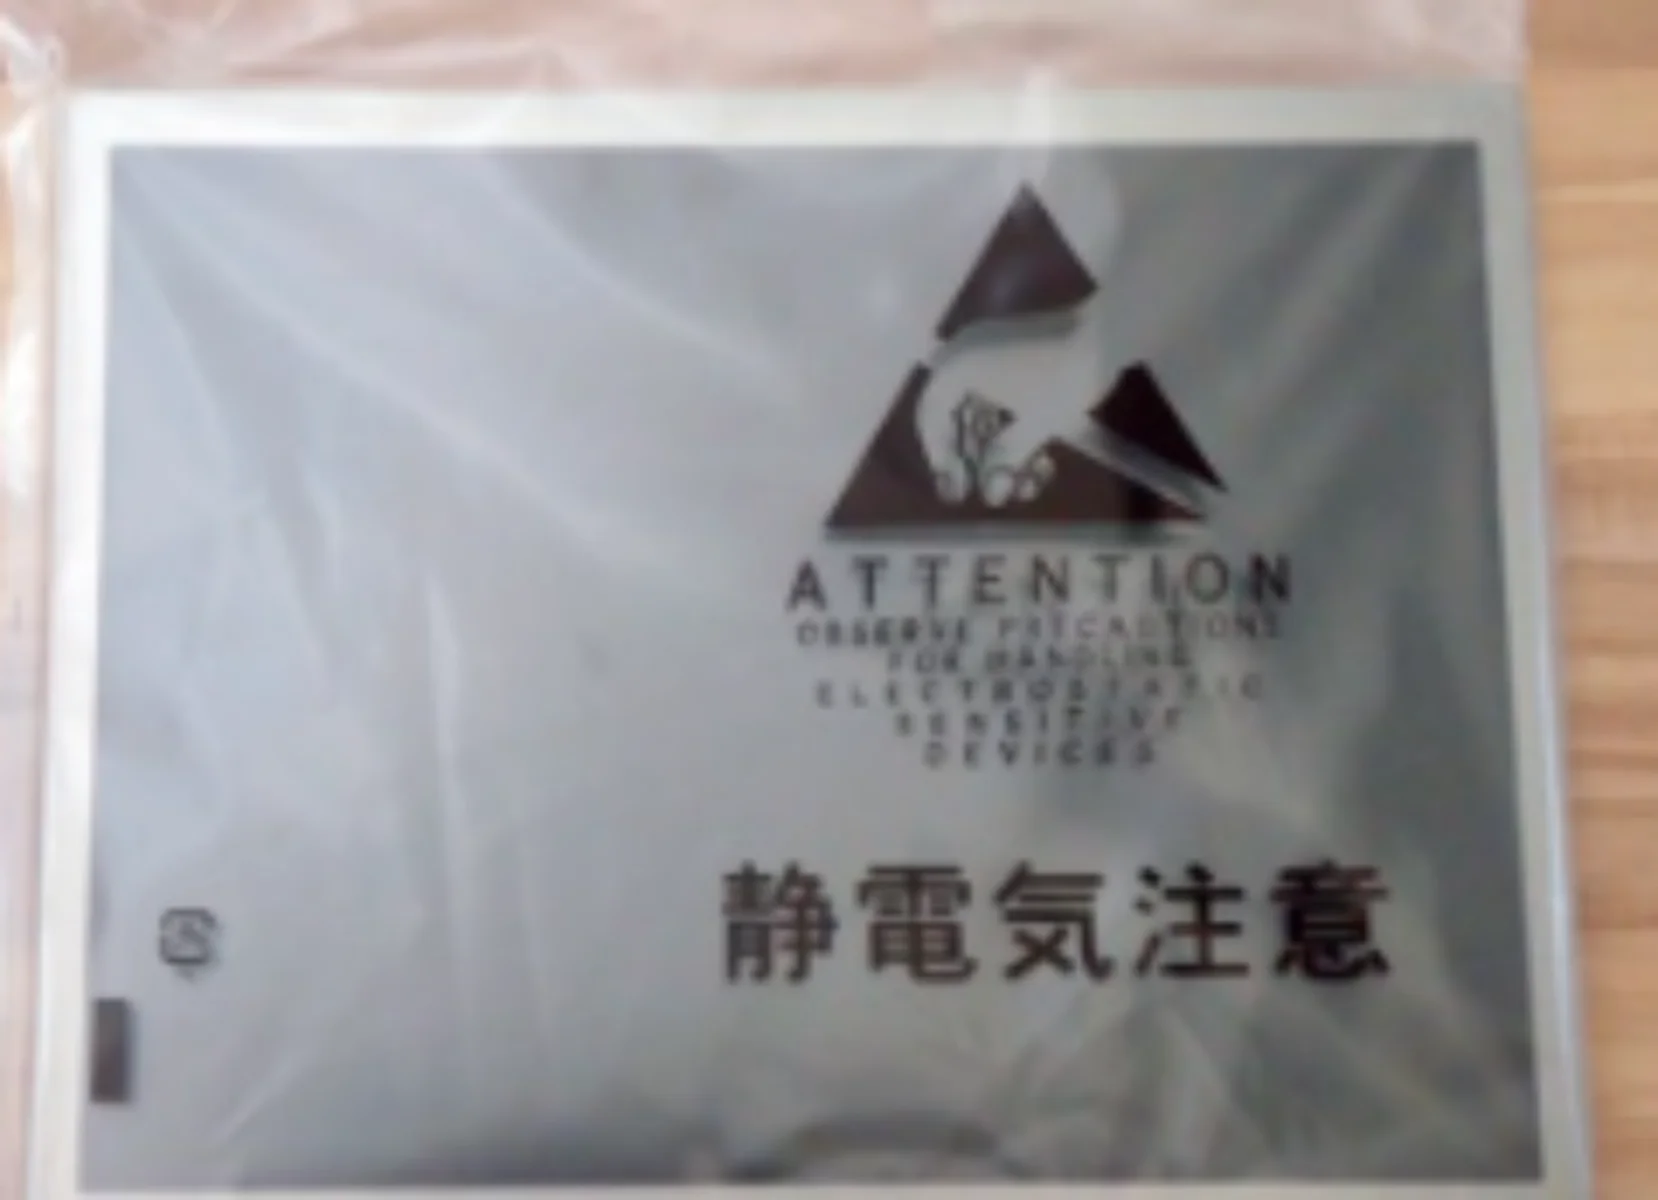 ATTENTION
OBSERVE PRECAUTIONS
FOR HANDLING
ELECTROSTATIC
SENSITIVE
DEVICES
静電気注意